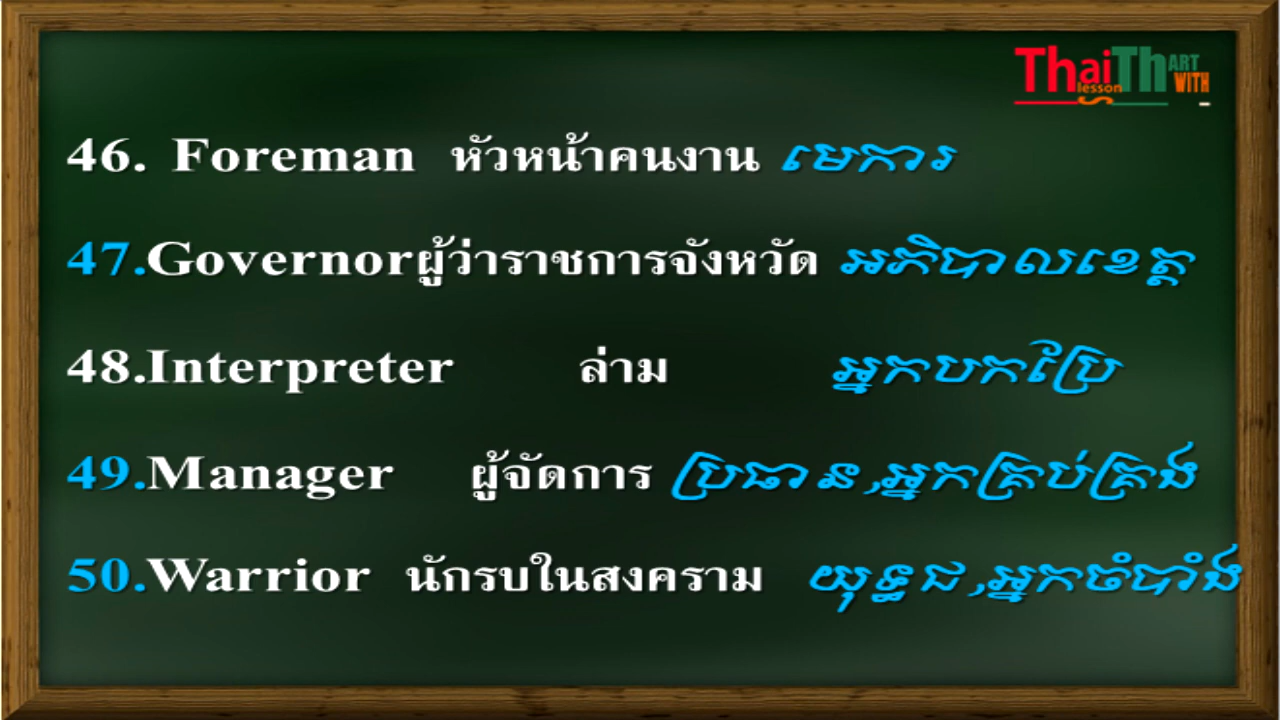 Thai Th ART
lesson WITH
46. Foreman หัวหน้าคนงาน មេការ
47.Governorผู้ว่าราชการจังหวัด អភិបាលខេត្ត
48.Interpreter ล่าม អ្នកបកប្រែ
49.Manager ผู้จัดการ ប្រធាន,អ្នកគ្រប់គ្រង
50.Warrior นักรบในสงคราม យុទ្ធជន,អ្នកចំបាំង